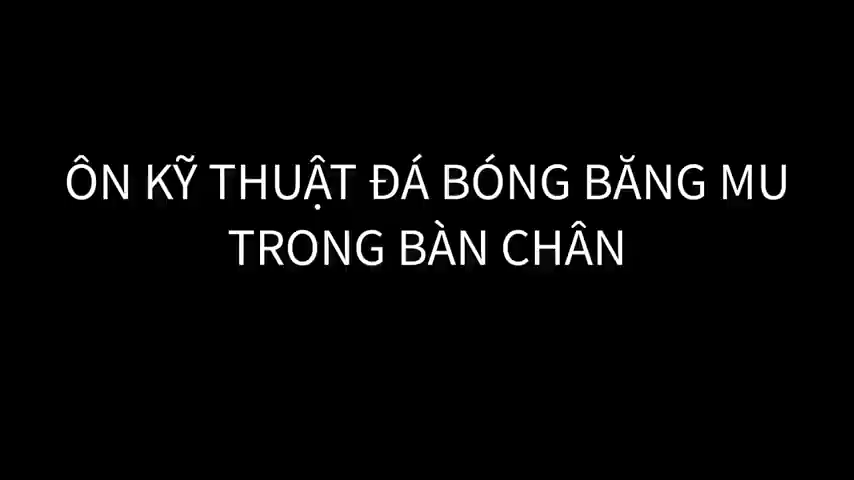 ÔN KỸ THUẬT ĐÁ BÓNG BĂNG MU
TRONG BÀN CHÂN